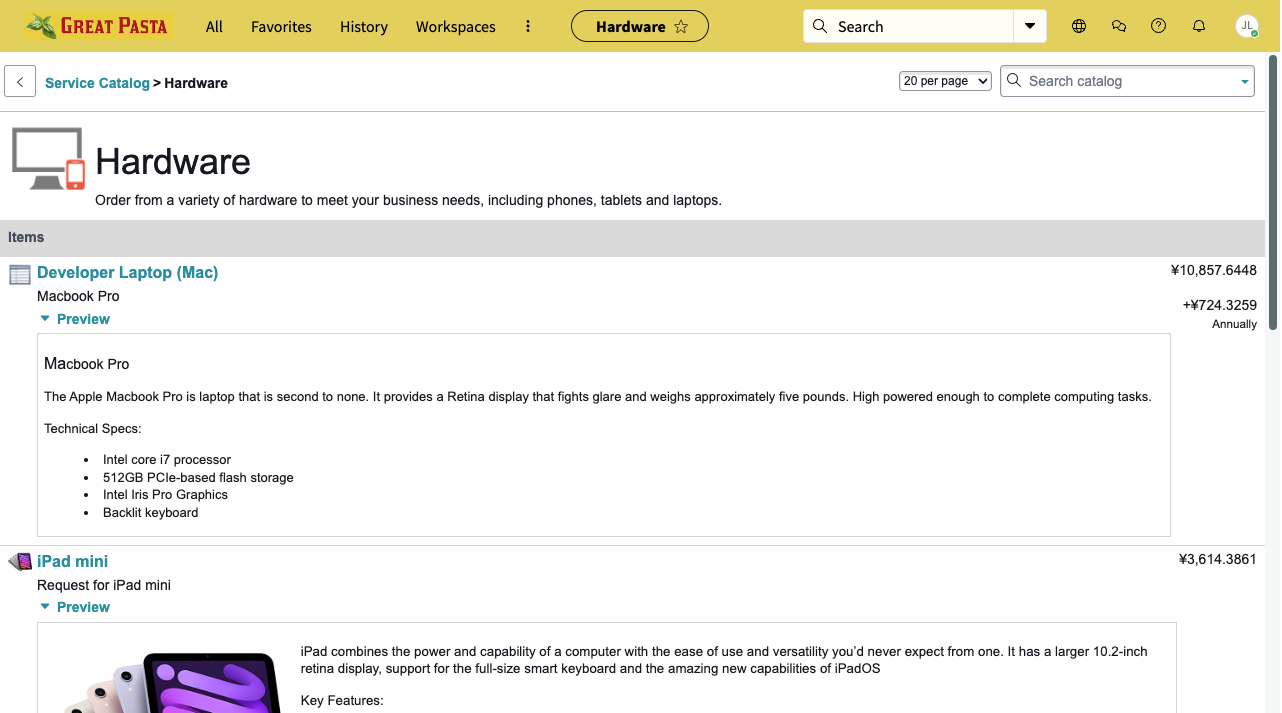 GREAT PASTA
All
Favorites
History
Workspaces
Hardware
Search
JL
Service Catalog > Hardware
20 per page
Search catalog
Hardware
Order from a variety of hardware to meet your business needs, including phones, tablets and laptops.
Items
Developer Laptop (Mac)
¥10,857.6448
Macbook Pro
+¥724.3259
Annually
Preview
Macbook Pro
The Apple Macbook Pro is laptop that is second to none. It provides a Retina display that fights glare and weighs approximately five pounds. High powered enough to complete computing tasks.
Technical Specs:
Intel core i7 processor
512GB PCIe-based flash storage
Intel Iris Pro Graphics
Backlit keyboard
iPad mini
¥3,614.3861
Request for iPad mini
Preview
iPad combines the power and capability of a computer with the ease of use and versatility you’d never expect from one. It has a larger 10.2-inch
retina display, support for the full-size smart keyboard and the amazing new capabilities of iPadOS
Key Features: